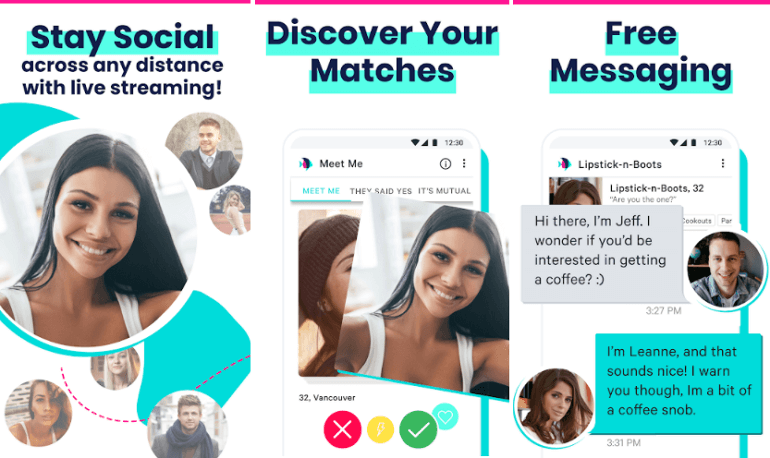 Stay Social
across any distance
with live streaming!
Discover Your
Matches
12:30
Meet Me
MEET ME THEY SAID YES IT'S MUTUAL
32, Vancouver
Free
Messaging
12:30
Lipstick-n-Boots
Lipstick-n-Boots, 32
"Are you the one?"
Cookouts
Hi there, I'm Jeff. I
wonder if you'd be
interested in getting
a coffee? :)
3:27 PM
I'm Leanne, and that
sounds nice! I warn
you though, Im a bit of
a coffee snob.
3:31 PM